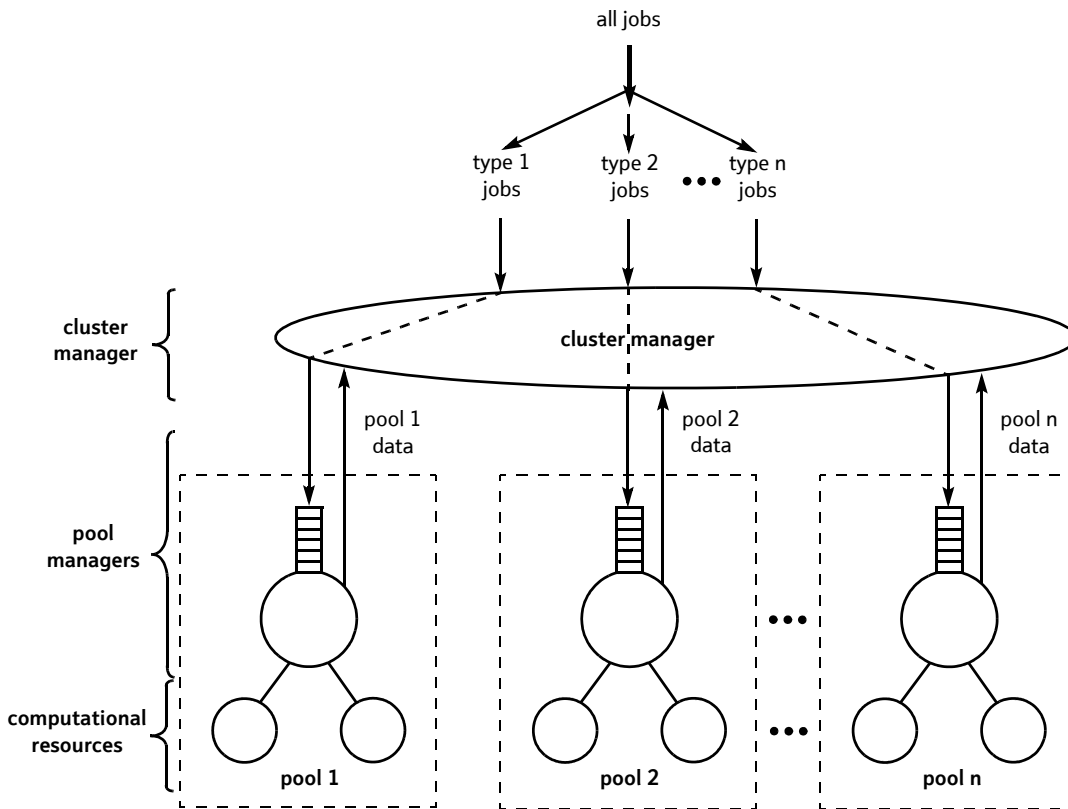 all jobs
type 1
jobs
type 2
jobs
type n
jobs
cluster
manager
cluster manager
pool 1
data
pool 2
data
pool n
data
pool
managers
computational
resources
pool 1
pool 2
pool n